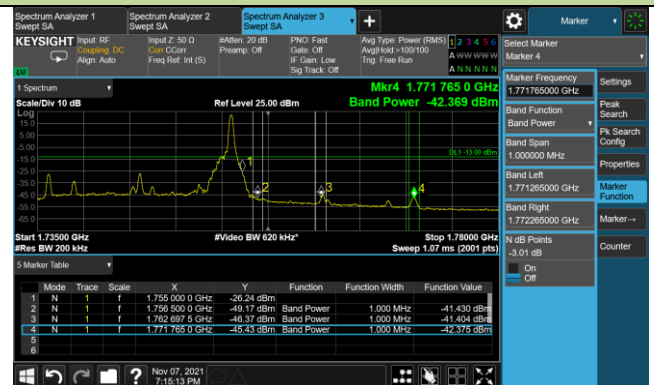 Spectrum Analyzer 1
Swept SA
Spectrum Analyzer 2
Swept SA
Spectrum Analyzer 3
Swept SA
+
Marker
KEYSIGHT
Input: RF
Coupling: DC
Align: Auto
Input Z: 50 Ω
Corr CCorr
Freq Ref: Int (S)
#Atten: 20 dB
Preamp: Off
PNO: Fast
Gate: Off
IF Gain: Low
Sig Track: Off
Avg Type: Power (RMS)
Avg|Hold:>100/100
Trig: Free Run
1 2 3 4 5 6
A W W W W W
A N N N N N
LM
Select Marker
Marker 4
1 Spectrum
Mkr4 1.771 765 0 GHz
Scale/Div 10 dB
Ref Level 25.00 dBm
Band Power -42.369 dBm
Log
15.0
5.00
-5.00
-15.0
-25.0
-35.0
-45.0
-55.0
-65.0
DL1 -13.00 dBm
1
2
3
4
Start 1.73500 GHz
#Video BW 620 kHz*
Stop 1.78000 GHz
#Res BW 200 kHz
Sweep 1.07 ms (2001 pts)
5 Marker Table
Mode Trace Scale X Y Function Function Width Function Value
1 N 1 f 1.755 000 0 GHz -26.24 dBm
2 N 1 f 1.756 500 0 GHz -49.17 dBm Band Power 1.000 MHz -41.430 dBm
3 N 1 f 1.762 697 5 GHz -46.37 dBm Band Power 1.000 MHz -41.404 dBm
4 N 1 f 1.771 765 0 GHz -45.43 dBm Band Power 1.000 MHz -42.375 dBm
5
6
Marker Frequency
1.771765000 GHz
Band Function
Band Power
Band Span
1.000000 MHz
Band Left
1.771265000 GHz
Band Right
1.772265000 GHz
N dB Points
-3.01 dB
On
Off
Settings
Peak
Search
Pk Search
Config
Properties
Marker
Function
Marker→
Counter
?
Nov 07, 2021
7:15:13 PM